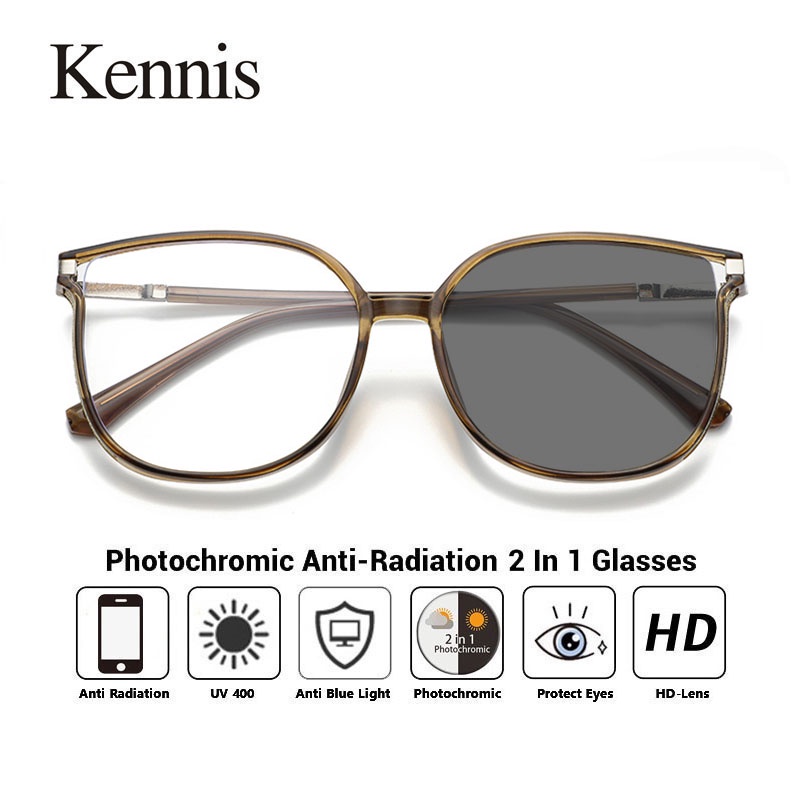 Kennis
Photochromic Anti-Radiation 2 In 1 Glasses
2 in 1
Photochromic
HD
Anti Radiation
UV 400
Anti Blue Light
Photochromic
Protect Eyes
HD-Lens